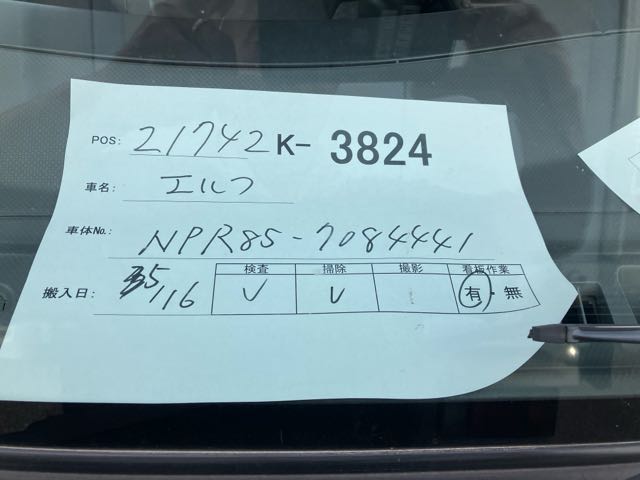 POS: 21742 K- 3824
車名: エルフ
車体No.: NPR85-7084441
検査 掃除 撮影 看板作業
搬入日: 5/16 V V 有・無